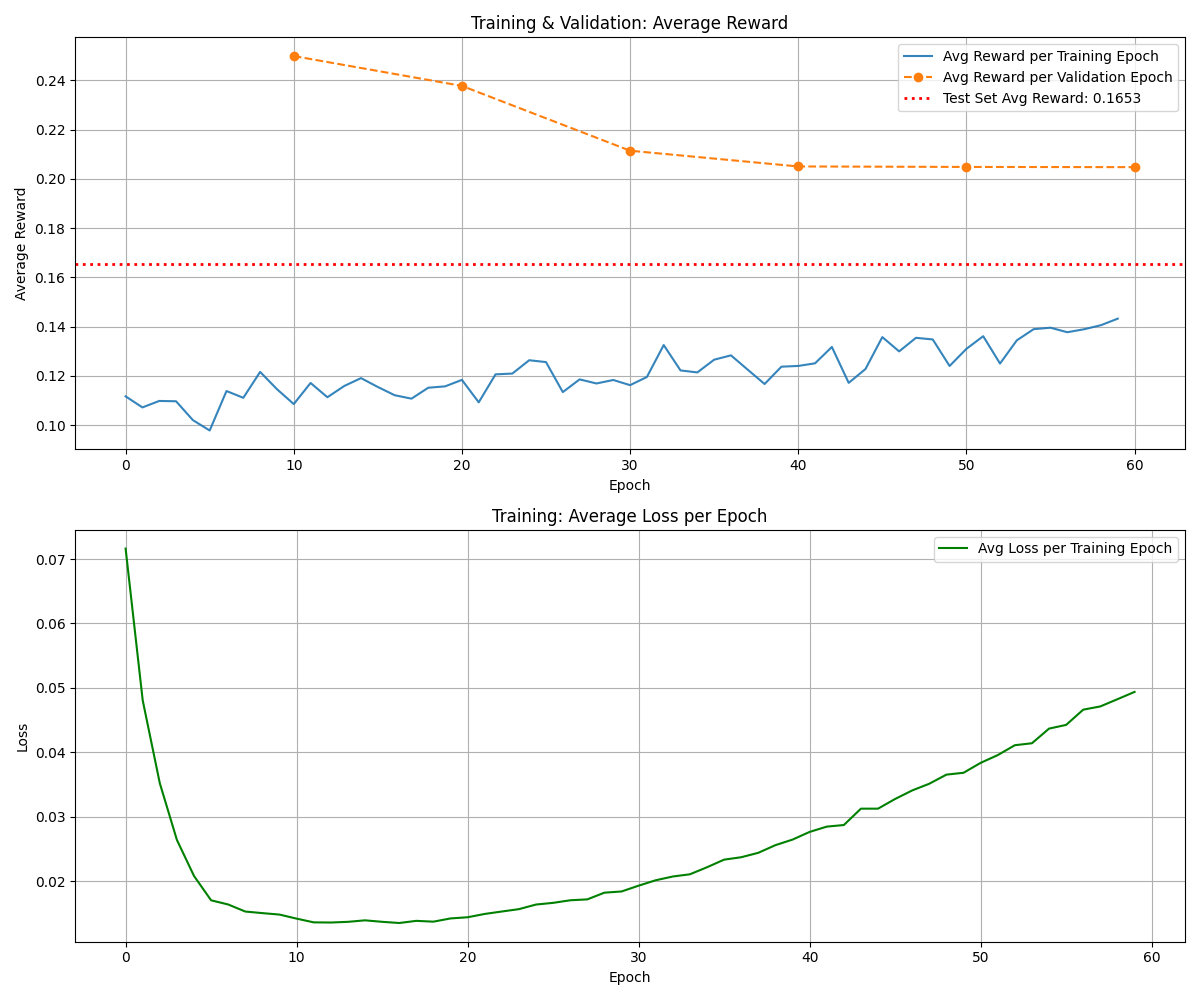 Training & Validation: Average Reward
Avg Reward per Training Epoch
Avg Reward per Validation Epoch
Test Set Avg Reward: 0.1653
Average Reward
0.24
0.22
0.20
0.18
0.16
0.14
0.12
0.10
0 10 20 30 40 50 60
Epoch
Training: Average Loss per Epoch
Avg Loss per Training Epoch
Loss
0.07
0.06
0.05
0.04
0.03
0.02
0 10 20 30 40 50 60
Epoch